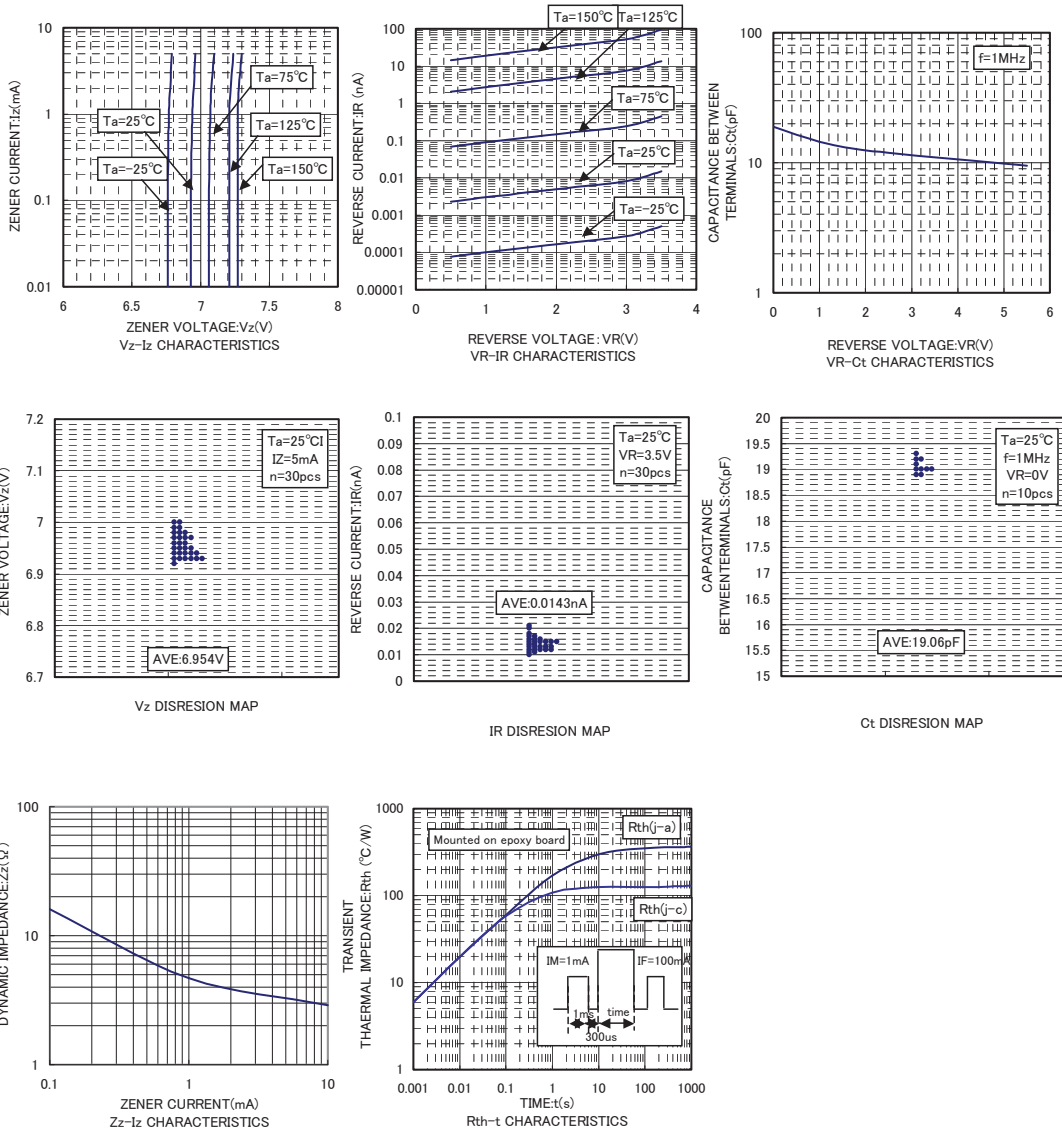 10
1
0.1
0.01
ZENER CURRENT:Iz(mA)
Ta=75℃
Ta=25℃
Ta=125℃
Ta=-25℃
Ta=150℃
6 6.5 7 7.5 8
ZENER VOLTAGE:Vz(V)
Vz-Iz CHARACTERISTICS
Ta=150℃
Ta=125℃
100
10
1
0.1
0.01
0.001
0.0001
0.00001
REVERSE CURRENT:IR (nA)
Ta=75℃
Ta=25℃
Ta=-25℃
0 1 2 3 4
REVERSE VOLTAGE:VR(V)
VR-IR CHARACTERISTICS
100
10
1
CAPACITANCE BETWEEN
TERMINALS:Ct(pF)
f=1MHz
0 1 2 3 4 5 6
REVERSE VOLTAGE:VR(V)
VR-Ct CHARACTERISTICS
7.2
7.1
7
6.9
6.8
6.7
ZENER VOLTAGE:Vz(V)
Ta=25℃I
IZ=5mA
n=30pcs
AVE:6.954V
Vz DISRESION MAP
0.1
0.09
0.08
0.07
0.06
0.05
0.04
0.03
0.02
0.01
0
REVERSE CURRENT:IR(nA)
Ta=25℃
VR=3.5V
n=30pcs
AVE:0.0143nA
IR DISRESION MAP
20
19.5
19
18.5
18
17.5
17
16.5
16
15.5
15
CAPACITANCE
BETWEENTERMINALS:Ct(pF)
Ta=25℃
f=1MHz
VR=0V
n=10pcs
AVE:19.06pF
Ct DISRESION MAP
100
10
1
DYNAMIC IMPEDANCE:Zz(Ω)
0.1 1 10
ZENER CURRENT(mA)
Zz-Iz CHARACTERISTICS
1000
100
10
1
TRANSIENT
THAERMAL IMPEDANCE:Rth (℃/W)
Mounted on epoxy board
Rth(j-a)
Rth(j-c)
IM=1mA
IF=100mA
1ms
time
300us
0.001 0.01 0.1 1 10 100 1000
TIME:t(s)
Rth-t CHARACTERISTICS